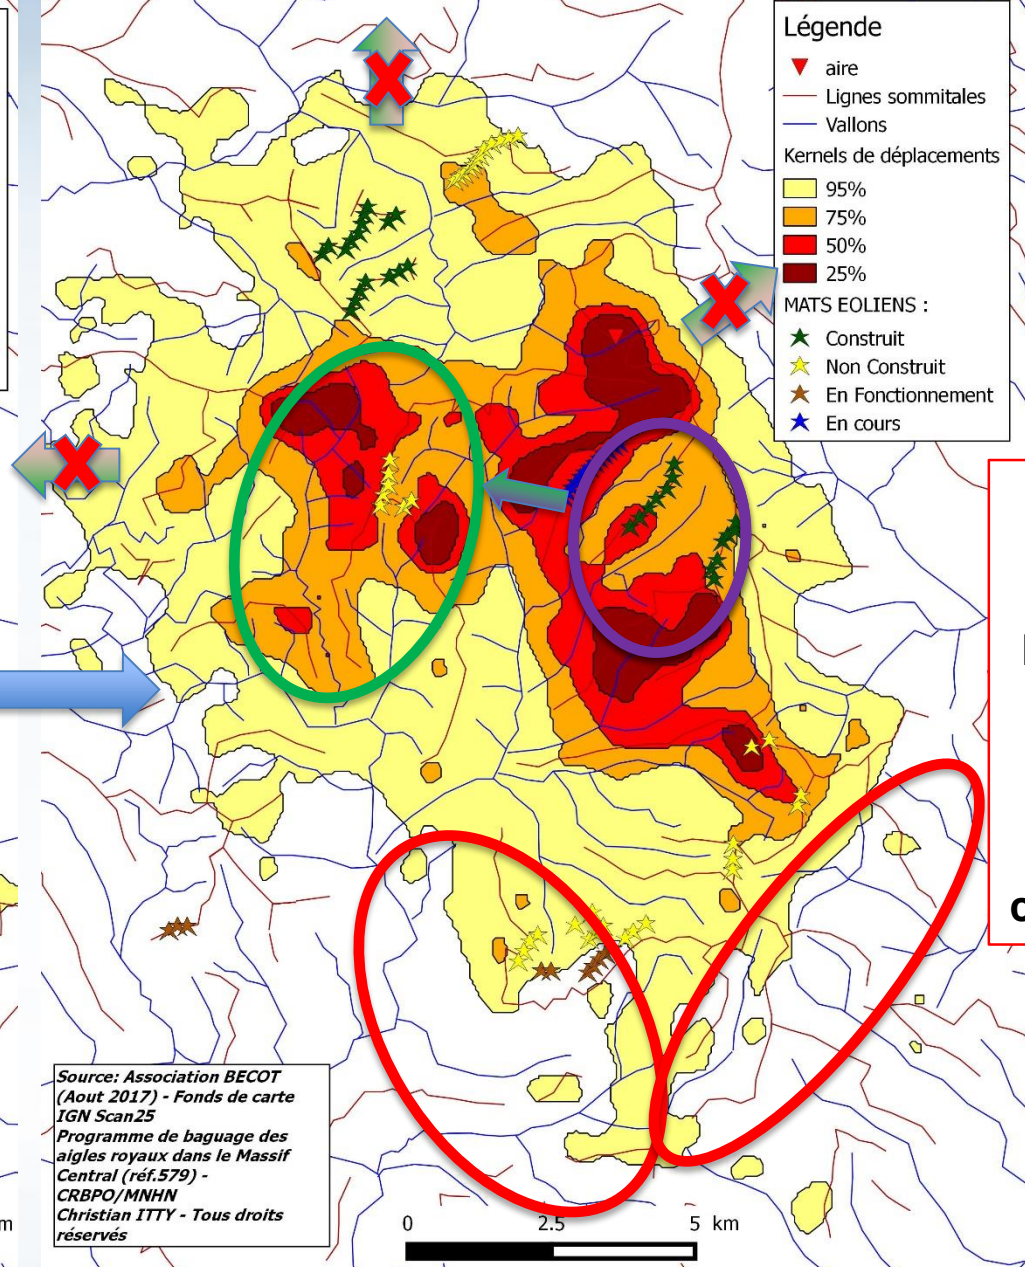 Légende
aire
Lignes sommitales
Vallons
Kernels de déplacements
95%
75%
50%
25%
MATS EOLIENS :
Construit
Non Construit
En Fonctionnement
En cours
Source: Association BECOT
(Aout 2017) - Fonds de carte
IGN Scan25
Programme de baguage des
aigles royaux dans le Massif
Central (réf.579) -
CRBPO/MNHN
Christian ITTY - Tous droits
réservés
0 2.5 5 km